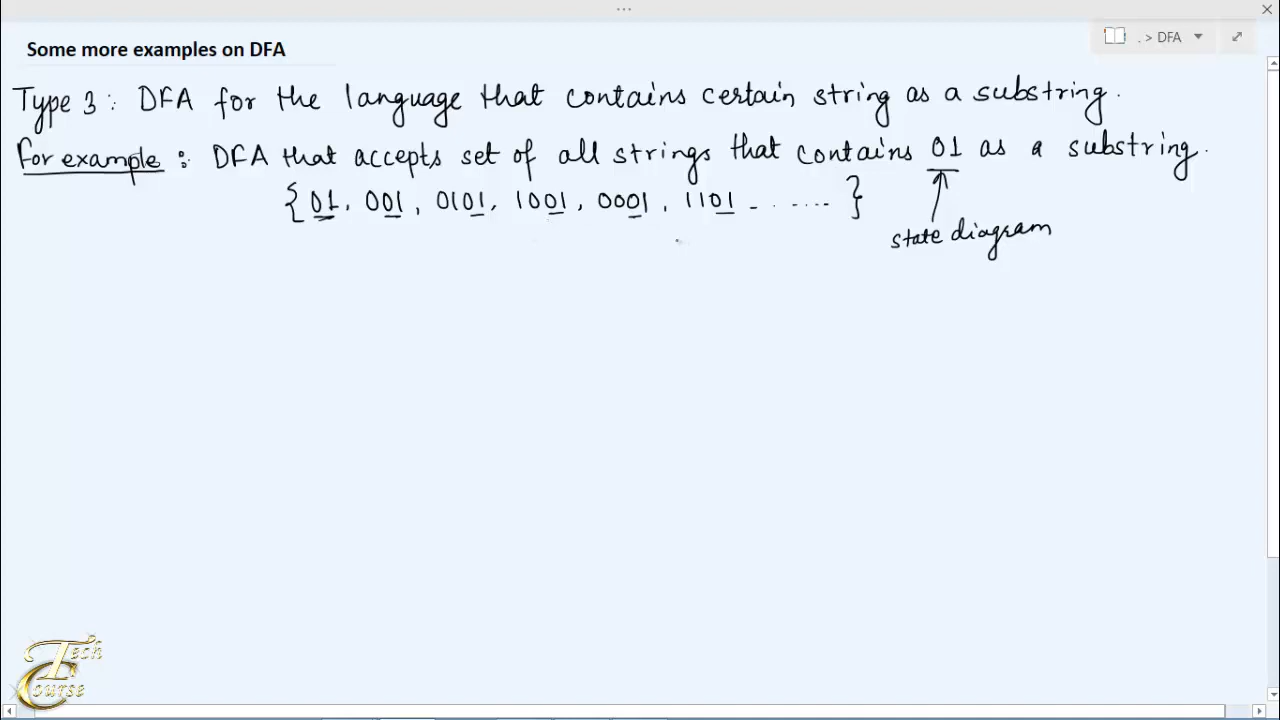 Some more examples on DFA
. > DFA
Type 3: DFA for the language that contains certain string as a substring.
For example: DFA that accepts set of all strings that contains 01 as a substring.
{01, 001, 0101, 1001, 0001, 1101 - ......}
state diagram
Tech
Course